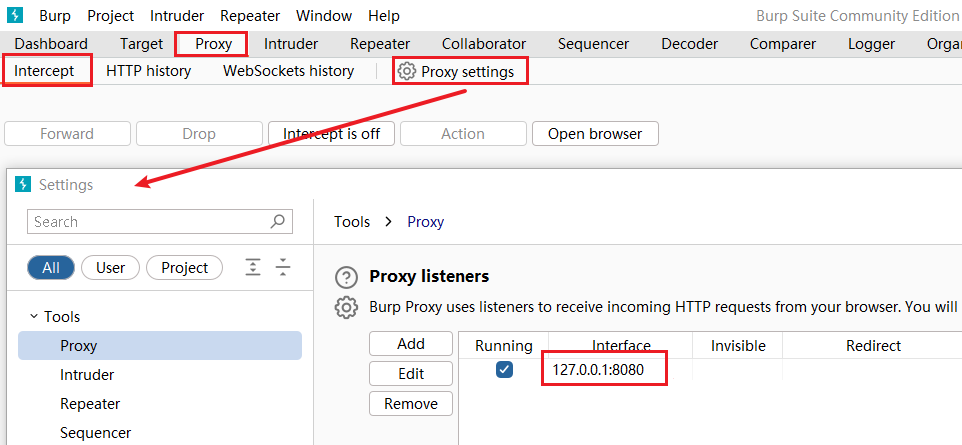 Burp Project Intruder Repeater Window Help Burp Suite Community Edition
Dashboard Target Proxy Intruder Repeater Collaborator Sequencer Decoder Comparer Logger Orga
Intercept HTTP history WebSockets history Proxy settings
Forward Drop Intercept is off Action Open browser
Settings
Search
Tools > Proxy
All User Project
Proxy listeners
Burp Proxy uses listeners to receive incoming HTTP requests from your browser. You will
Tools
Proxy
Intruder
Repeater
Sequencer
Add
Edit
Remove
Running Interface Invisible Redirect
127.0.0.1:8080